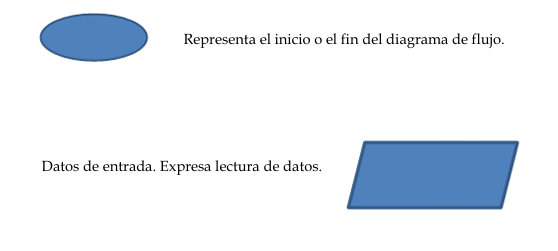 Representa el inicio o el fin del diagrama de flujo.
Datos de entrada. Expresa lectura de datos.